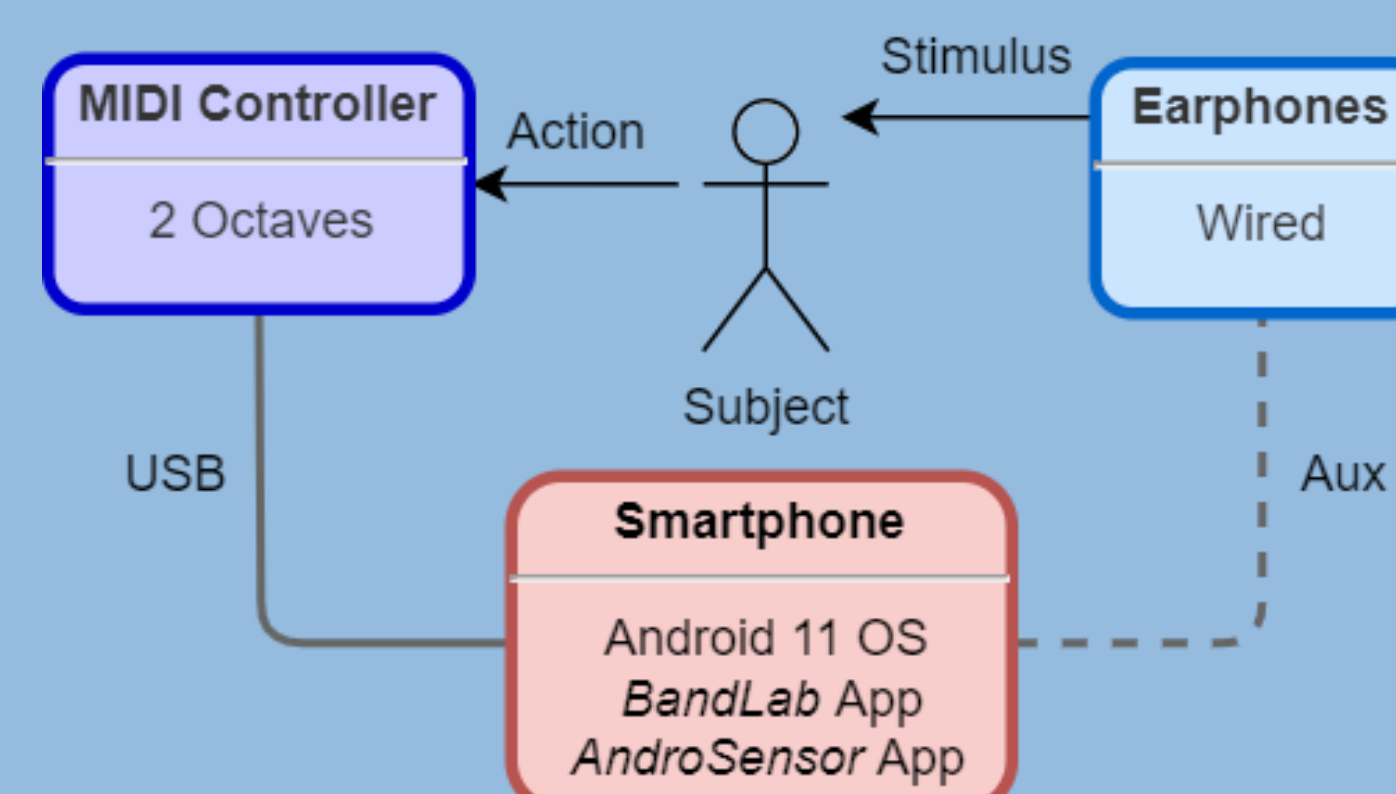 Stimulus
MIDI Controller
Earphones
Action
2 Octaves
Wired
Subject
USB
Aux
Smartphone
Android 11 OS
BandLab App
AndroSensor App